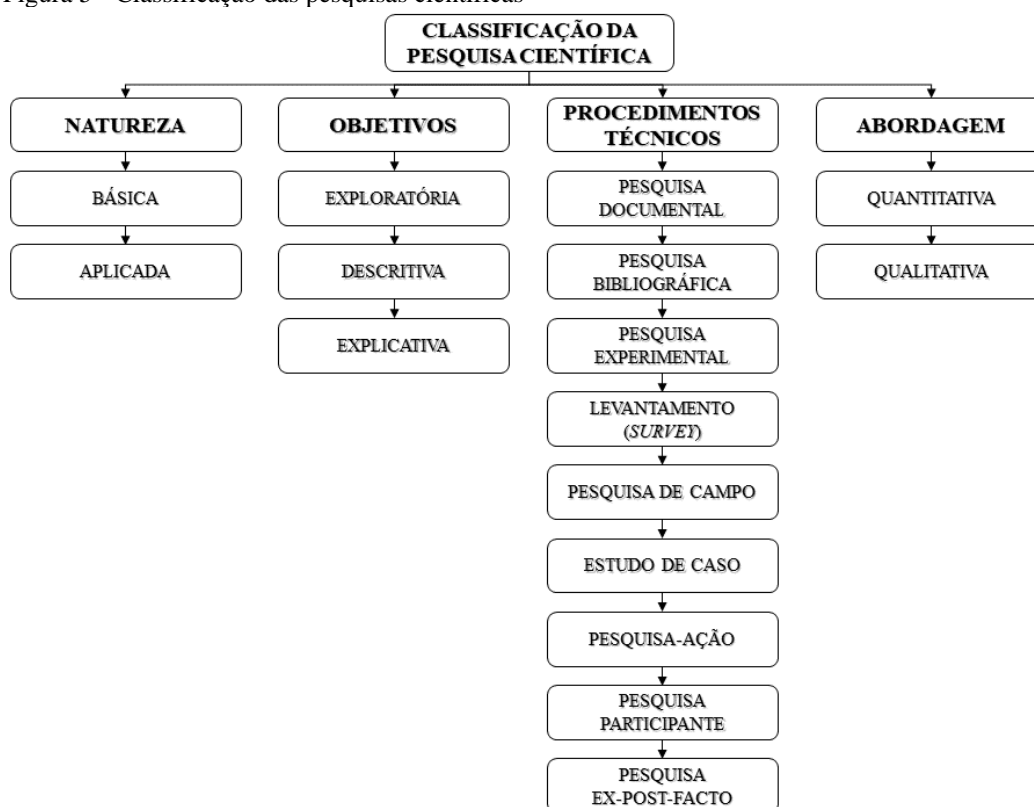 Figura 3 - Classificação das pesquisas científicas
CLASSIFICAÇÃO DA
PESQUISA CIENTÍFICA
NATUREZA
BÁSICA
APLICADA
OBJETIVOS
EXPLORATÓRIA
DESCRITIVA
EXPLICATIVA
PROCEDIMENTOS
TÉCNICOS
PESQUISA
DOCUMENTAL
PESQUISA
BIBLIOGRÁFICA
PESQUISA
EXPERIMENTAL
LEVANTAMENTO
(SURVEY)
PESQUISA DE CAMPO
ESTUDO DE CASO
PESQUISA-AÇÃO
PESQUISA
PARTICIPANTE
PESQUISA
EX-POST-FACTO
ABORDAGEM
QUANTITATIVA
QUALITATIVA